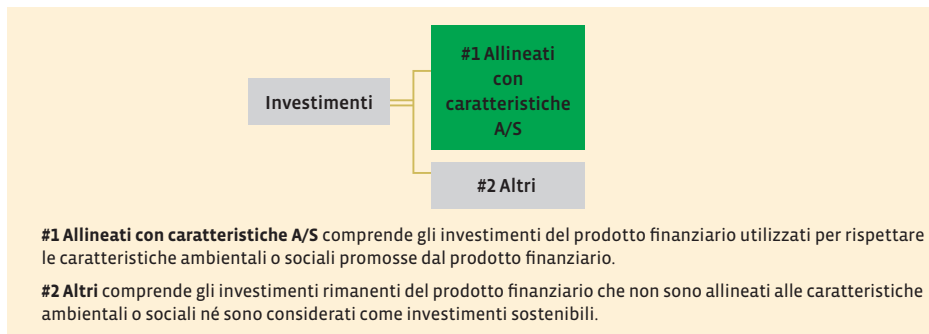 #1 Allineati
con
caratteristiche
A/S
Investimenti
#2 Altri
#1 Allineati con caratteristiche A/S comprende gli investimenti del prodotto finanziario utilizzati per rispettare
le caratteristiche ambientali o sociali promosse dal prodotto finanziario.
#2 Altri comprende gli investimenti rimanenti del prodotto finanziario che non sono allineati alle caratteristiche
ambientali o sociali né sono considerati come investimenti sostenibili.